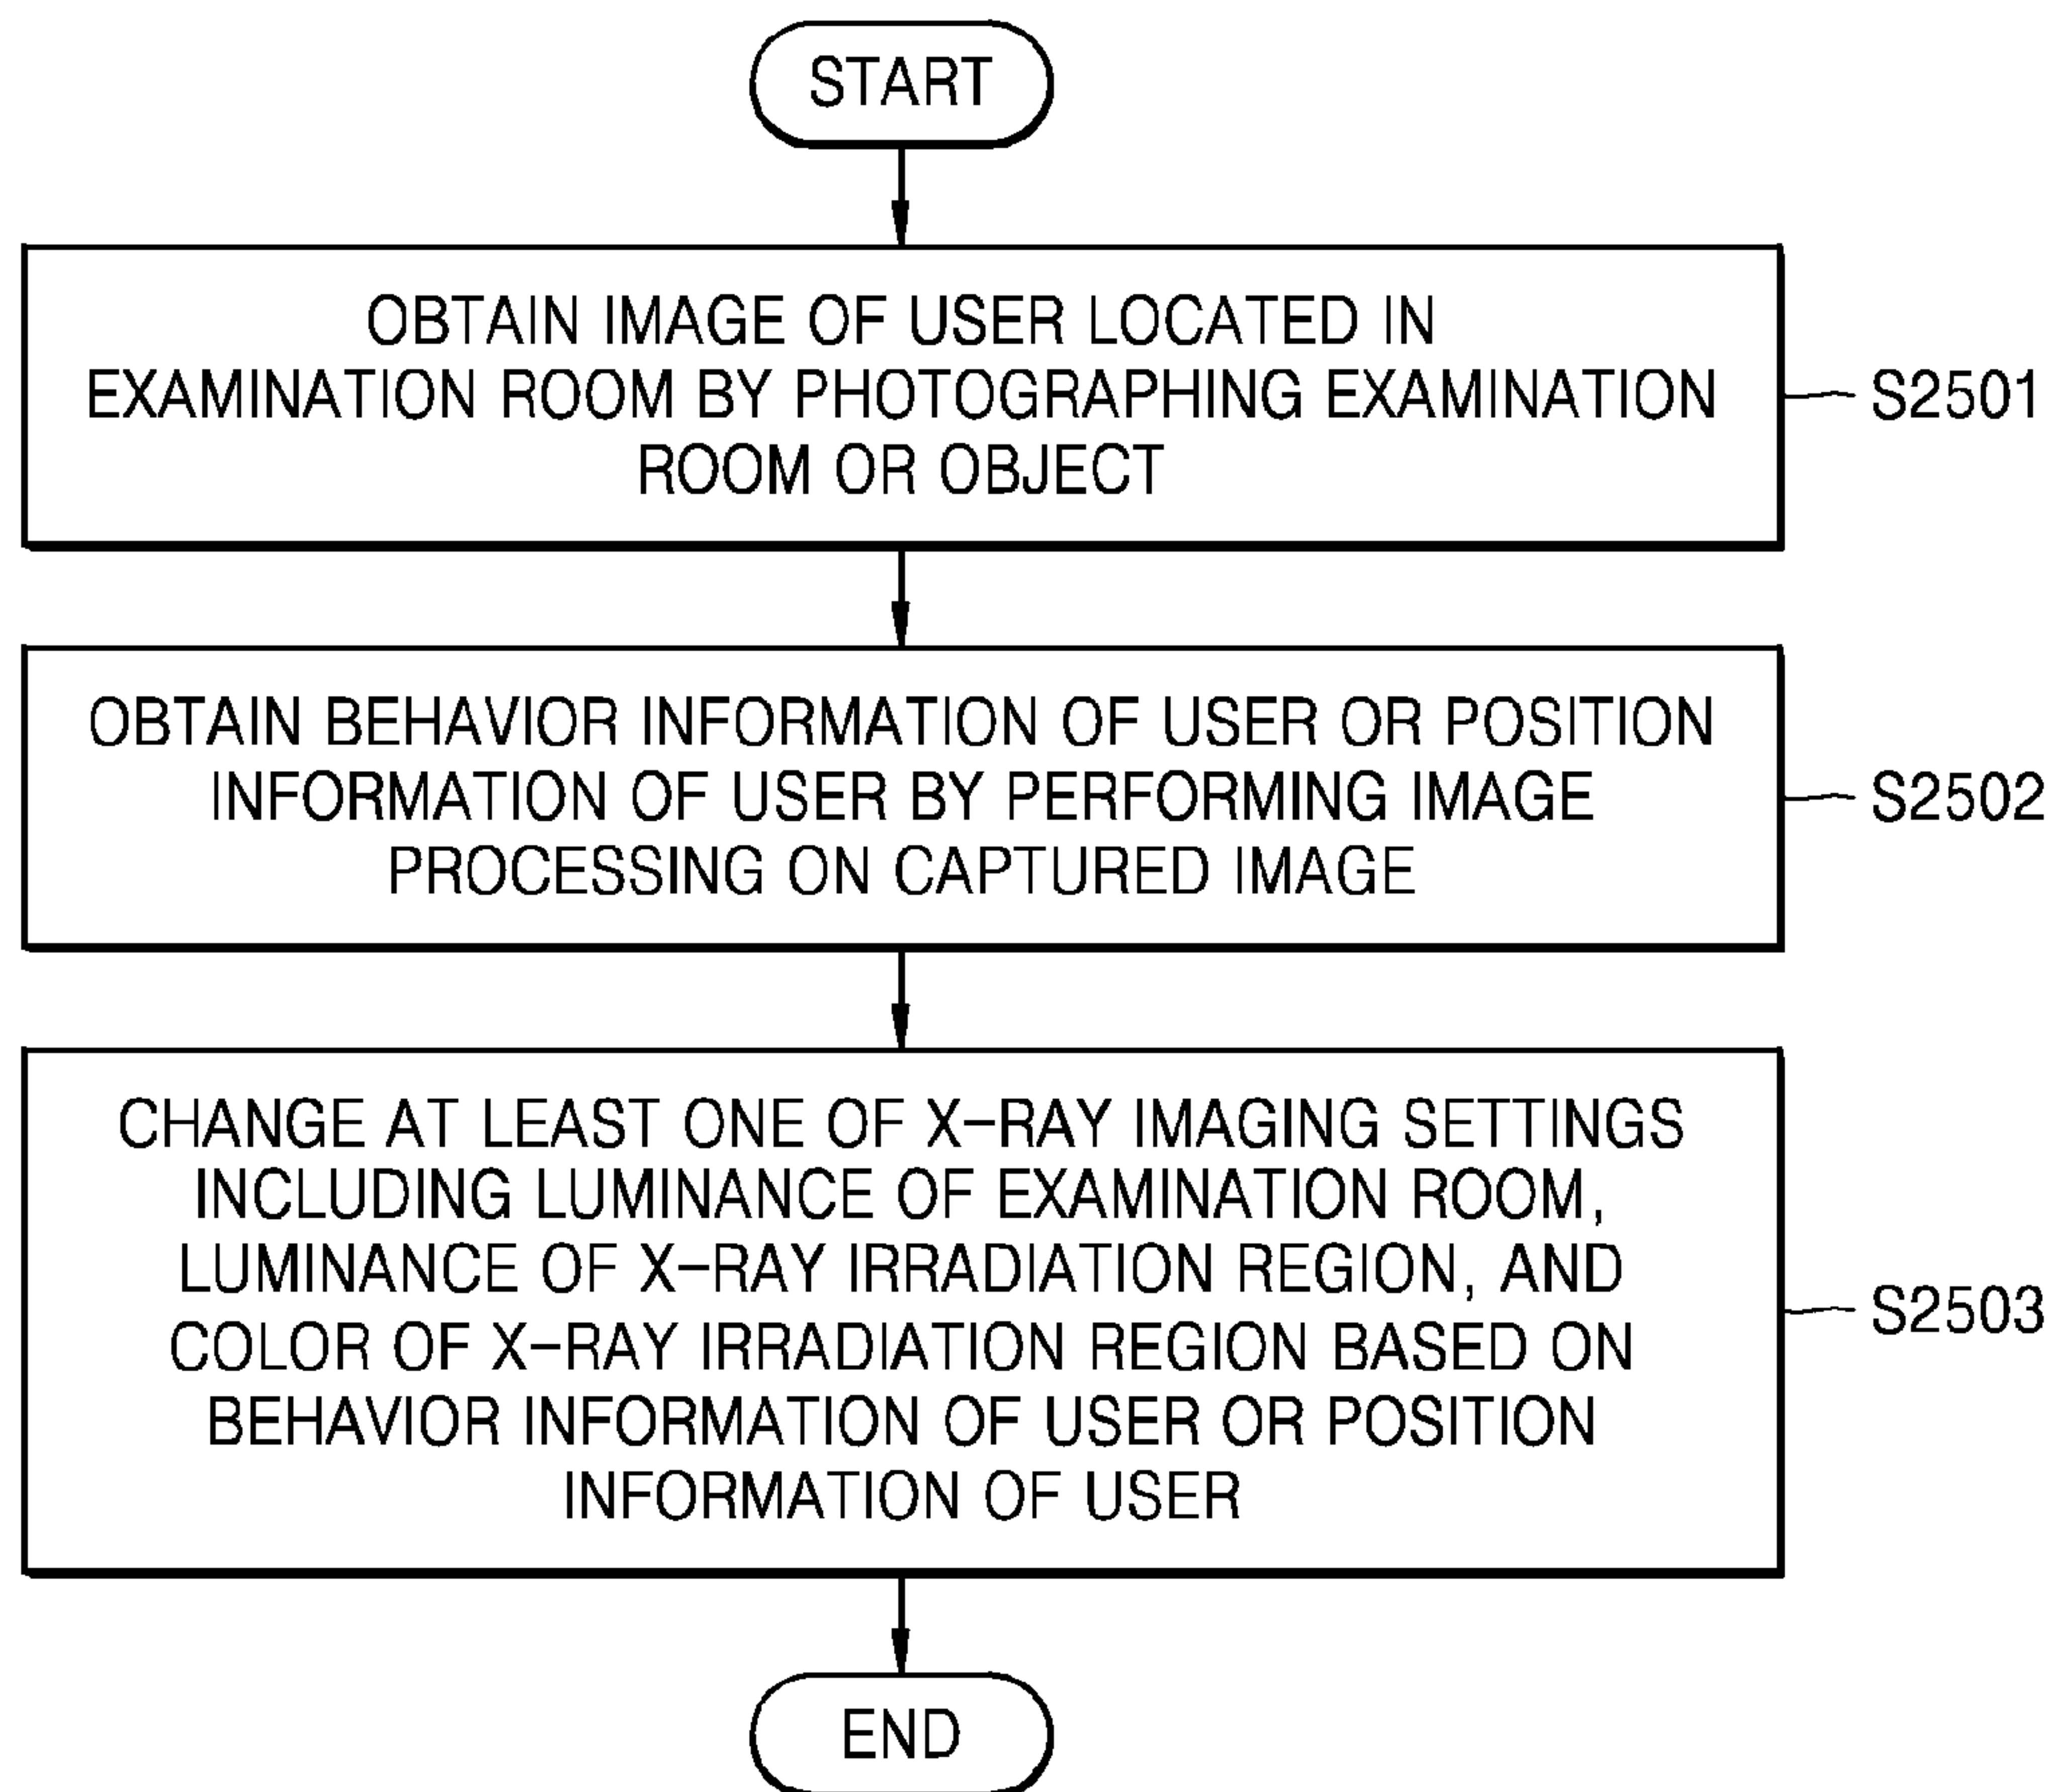 START
OBTAIN IMAGE OF USER LOCATED IN
EXAMINATION ROOM BY PHOTOGRAPHING EXAMINATION
ROOM OR OBJECT
S2501
OBTAIN BEHAVIOR INFORMATION OF USER OR POSITION
INFORMATION OF USER BY PERFORMING IMAGE
PROCESSING ON CAPTURED IMAGE
S2502
CHANGE AT LEAST ONE OF X-RAY IMAGING SETTINGS
INCLUDING LUMINANCE OF EXAMINATION ROOM,
LUMINANCE OF X-RAY IRRADIATION REGION, AND
COLOR OF X-RAY IRRADIATION REGION BASED ON
BEHAVIOR INFORMATION OF USER OR POSITION
INFORMATION OF USER
S2503
END